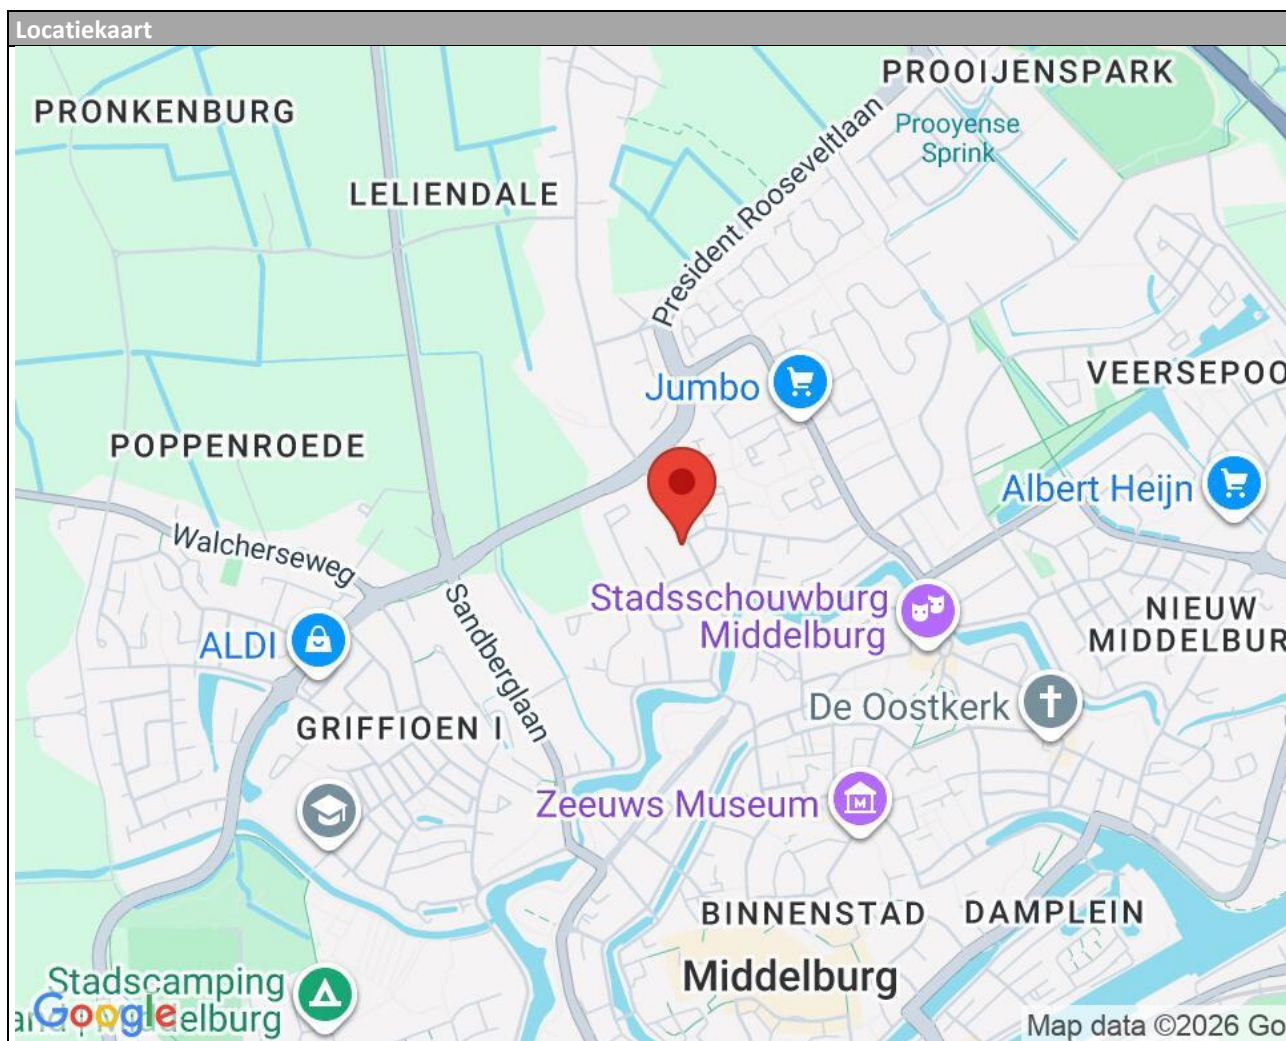 Locatiekaart
PROOIJENSPARK
PRONKENBURG
Prooyense
Sprink
President Rooseveltlaan
LELIENDALE
VEERSEPOO
Jumbo
POPPENROEDE
Albert Heijn
Walcherseweg
Sandberglaan
Stadsschouwburg
Middelburg
NIEUW
MIDDELBUR
ALDI
De Oostkerk
GRIFFIOEN I
Zeeuws Museum
BINNENSTAD
DAMPLEIN
Middelburg
Stadscamping
elburg
Google
Map data ©2026 Go